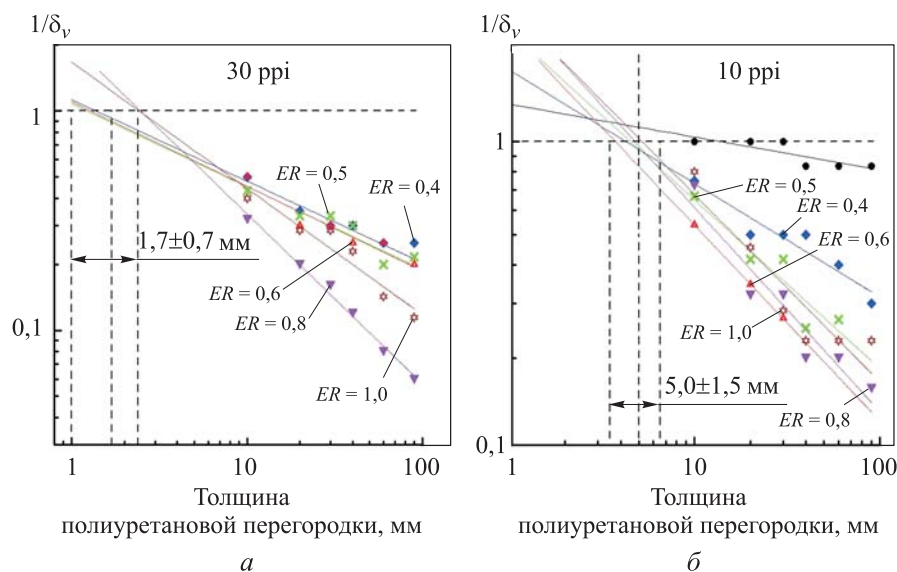 1/δv
30 ppi
1
0,1
ER = 0,5
ER = 0,4
1,7±0,7 мм
ER = 0,6
ER = 0,8
ER = 1,0
1
10
100
Толщина
полиуретановой перегородки, мм
а
1/δv
10 ppi
1
0,1
ER = 0,5
ER = 0,4
ER = 0,6
ER = 1,0
5,0±1,5 мм
ER = 0,8
1
10
100
Толщина
полиуретановой перегородки, мм
б